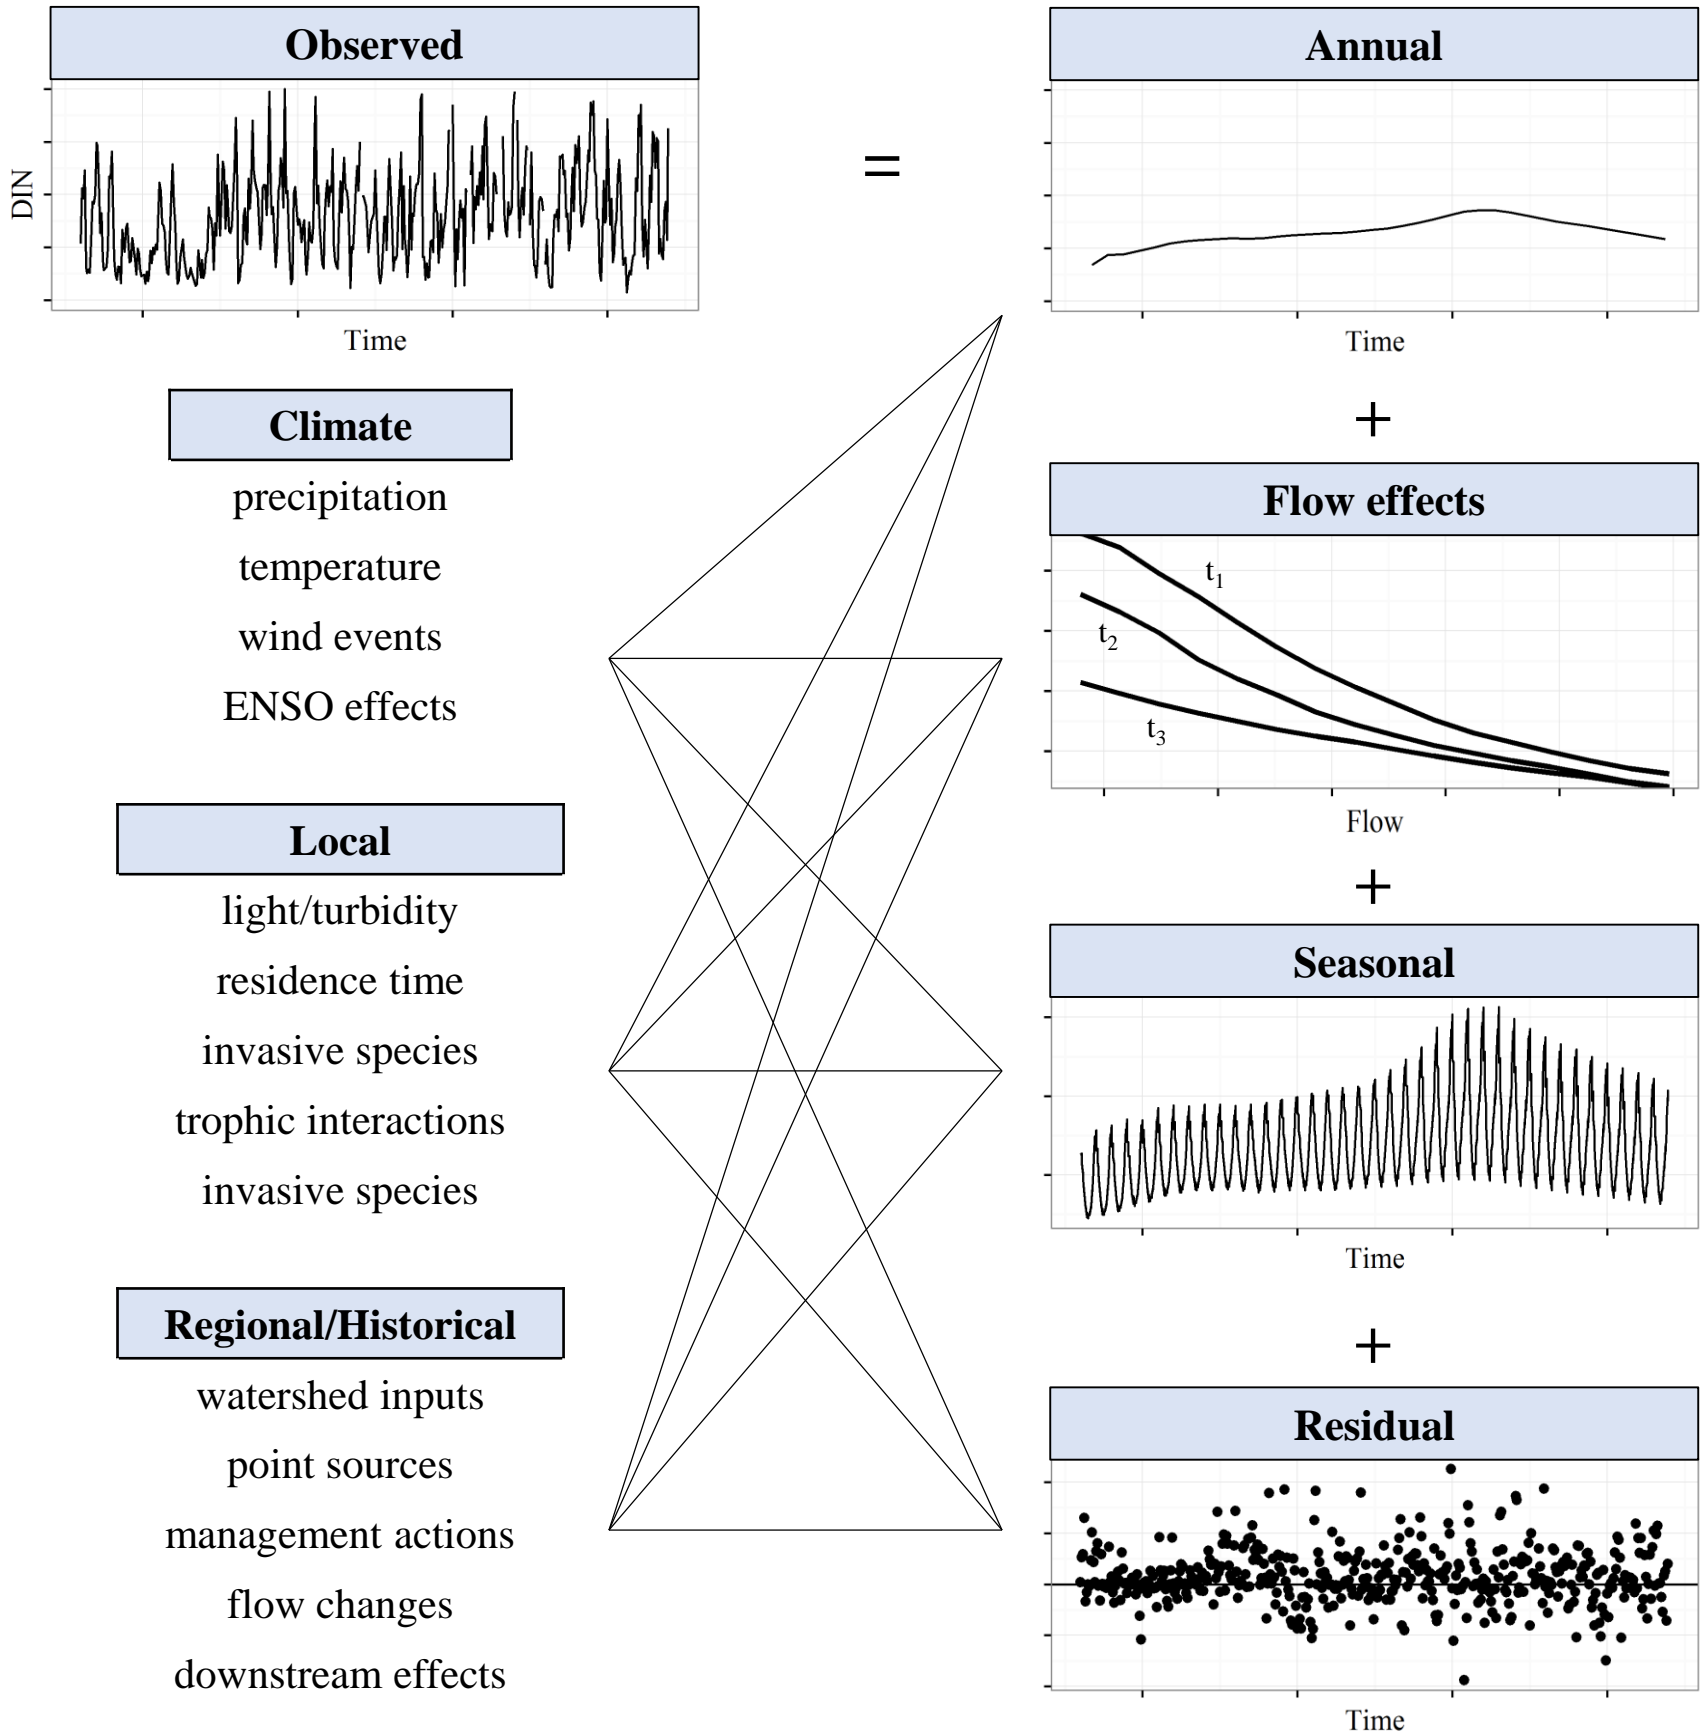 Observed
DIN
Time
=
Annual
Time
+
Climate
precipitation
temperature
wind events
ENSO effects
Flow effects
t₁
t₂
t₃
Flow
+
Local
light/turbidity
residence time
invasive species
trophic interactions
invasive species
Seasonal
Time
+
Regional/Historical
watershed inputs
point sources
management actions
flow changes
downstream effects
Residual
Time